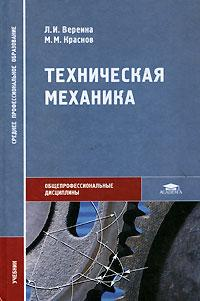 Л.И. Вереина
М.М. Краснов
ТЕХНИЧЕСКАЯ
МЕХАНИКА
ОБЩЕПРОФЕССИОНАЛЬНЫЕ
ДИСЦИПЛИНЫ
ACADEMA
УЧЕБНИК
СРЕДНЕЕ ПРОФЕССИОНАЛЬНОЕ ОБРАЗОВАНИЕ